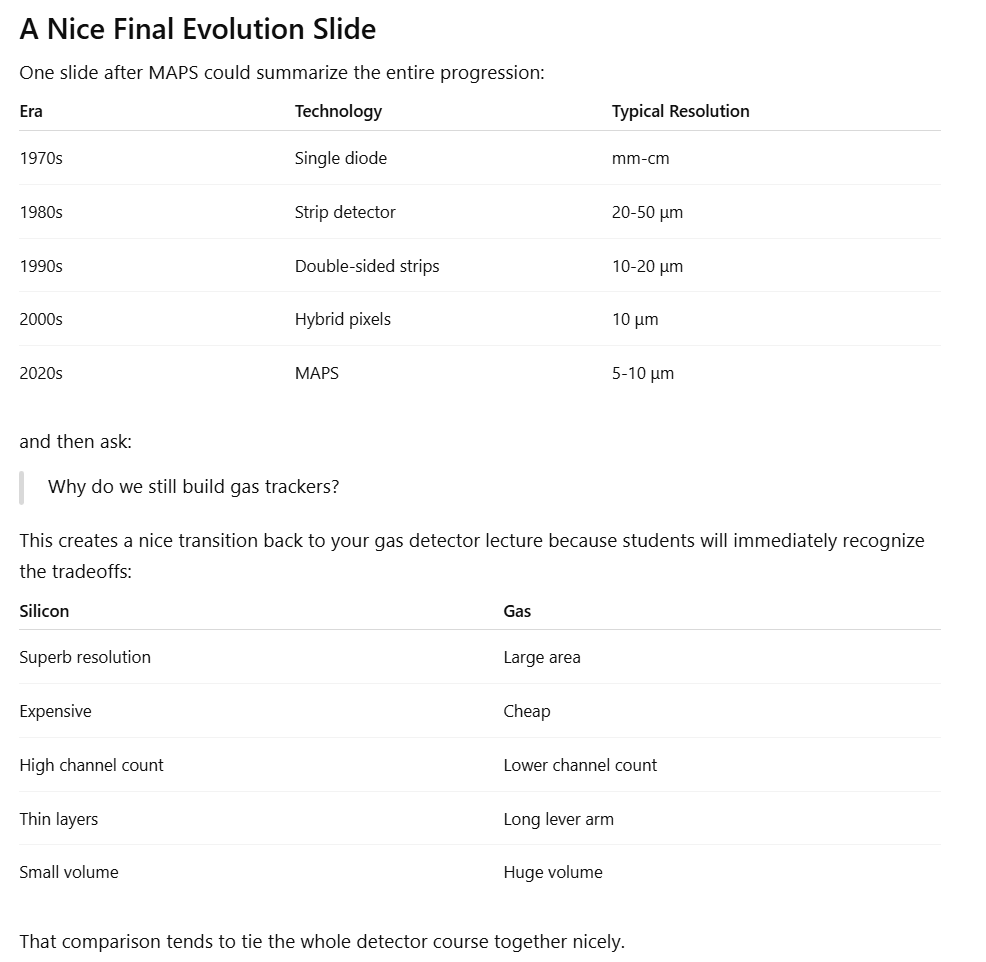 A Nice Final Evolution Slide
One slide after MAPS could summarize the entire progression:
Era Technology Typical Resolution
1970s Single diode mm-cm
1980s Strip detector 20-50 µm
1990s Double-sided strips 10-20 µm
2000s Hybrid pixels 10 µm
2020s MAPS 5-10 µm
and then ask:
Why do we still build gas trackers?
This creates a nice transition back to your gas detector lecture because students will immediately recognize
the tradeoffs:
Silicon Gas
Superb resolution Large area
Expensive Cheap
High channel count Lower channel count
Thin layers Long lever arm
Small volume Huge volume
That comparison tends to tie the whole detector course together nicely.